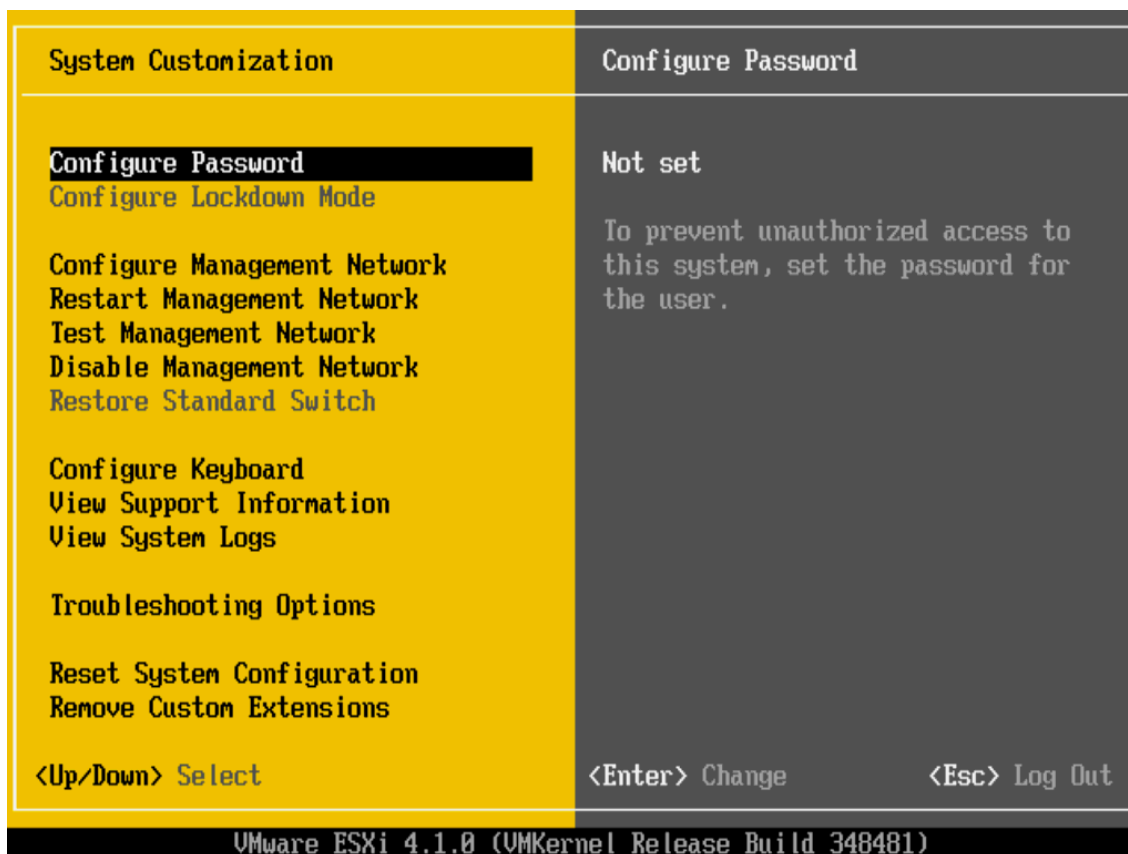 System Customization
Configure Password
Configure Password
Configure Lockdown Mode
Configure Management Network
Restart Management Network
Test Management Network
Disable Management Network
Restore Standard Switch
Configure Keyboard
View Support Information
View System Logs
Troubleshooting Options
Reset System Configuration
Remove Custom Extensions
Not set
To prevent unauthorized access to
this system, set the password for
the user.
<Up/Down> Select
<Enter> Change
<Esc> Log Out
VMware ESXi 4.1.0 (VMKernel Release Build 348481)